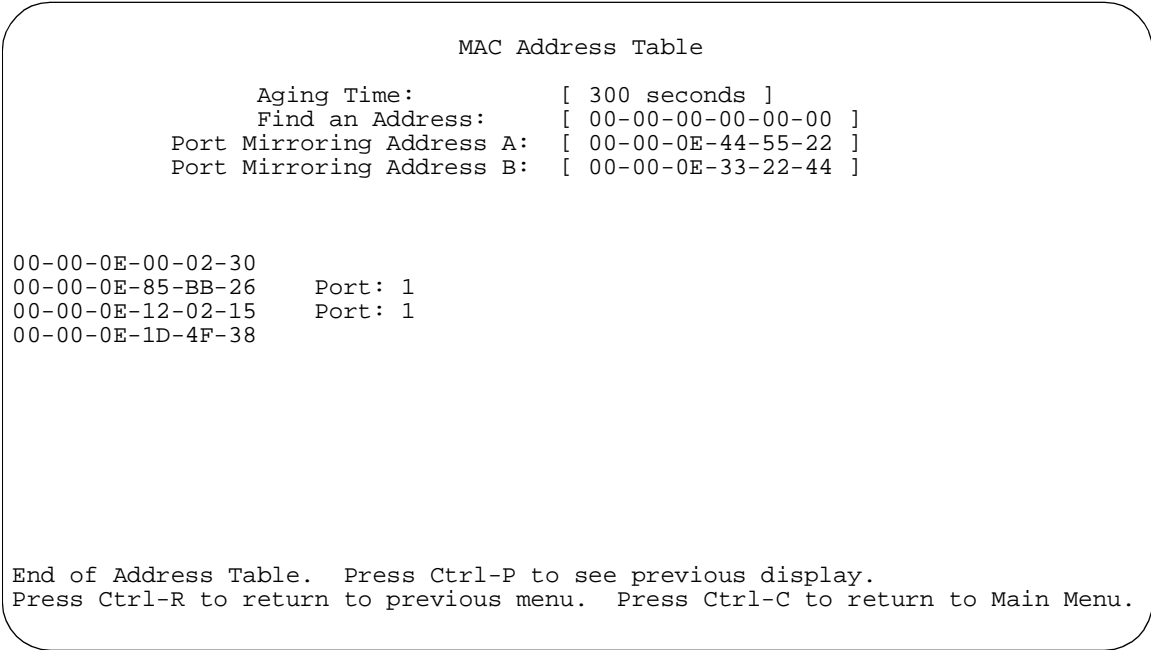 MAC Address Table
Aging Time: [ 300 seconds ]
Find an Address: [ 00-00-00-00-00-00 ]
Port Mirroring Address A: [ 00-00-0E-44-55-22 ]
Port Mirroring Address B: [ 00-00-0E-33-22-44 ]
00-00-0E-00-02-30
00-00-0E-85-BB-26 Port: 1
00-00-0E-12-02-15 Port: 1
00-00-0E-1D-4F-38
End of Address Table. Press Ctrl-P to see previous display.
Press Ctrl-R to return to previous menu. Press Ctrl-C to return to Main Menu.